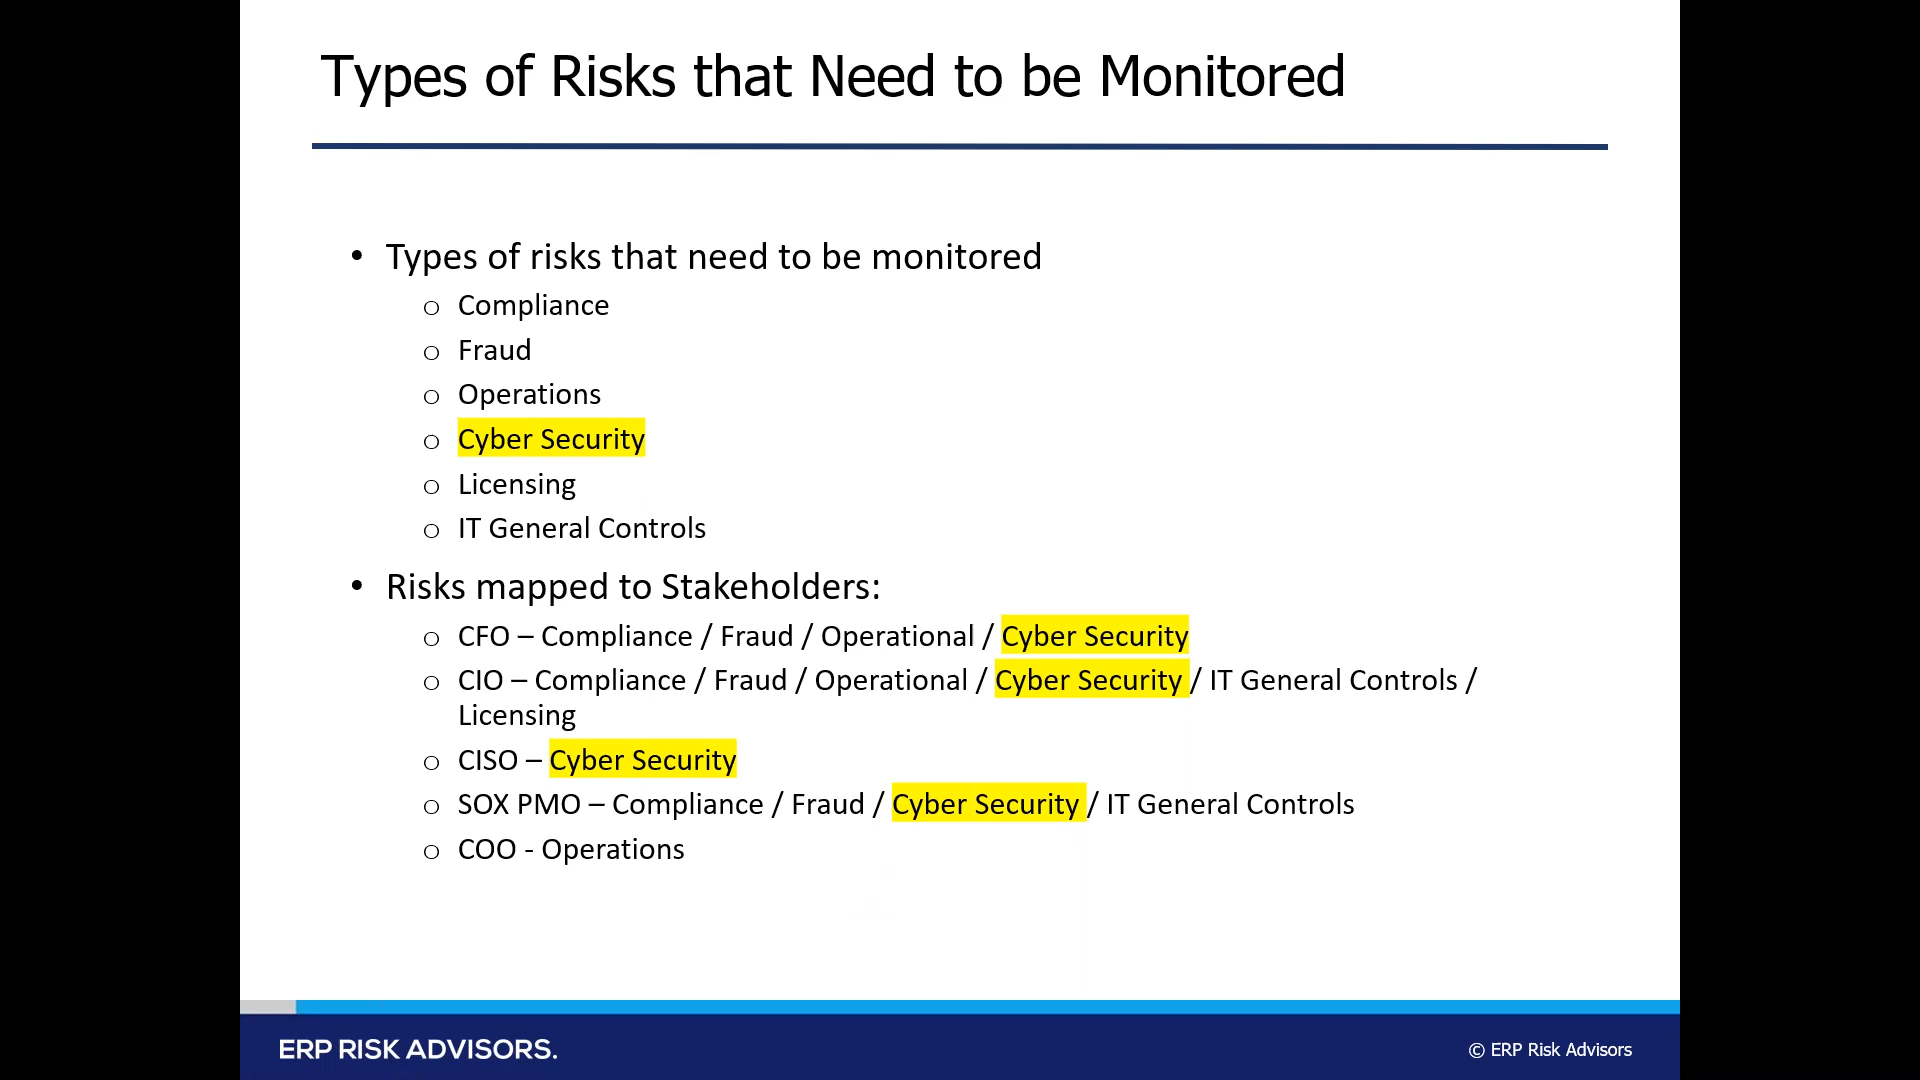 Types of Risks that Need to be Monitored
• Types of risks that need to be monitored
o Compliance
o Fraud
o Operations
o Cyber Security
o Licensing
o IT General Controls
• Risks mapped to Stakeholders:
o CFO – Compliance / Fraud / Operational / Cyber Security
o CIO – Compliance / Fraud / Operational / Cyber Security / IT General Controls /
Licensing
o CISO – Cyber Security
o SOX PMO – Compliance / Fraud / Cyber Security / IT General Controls
o COO - Operations
ERP RISK ADVISORS.
© ERP Risk Advisors